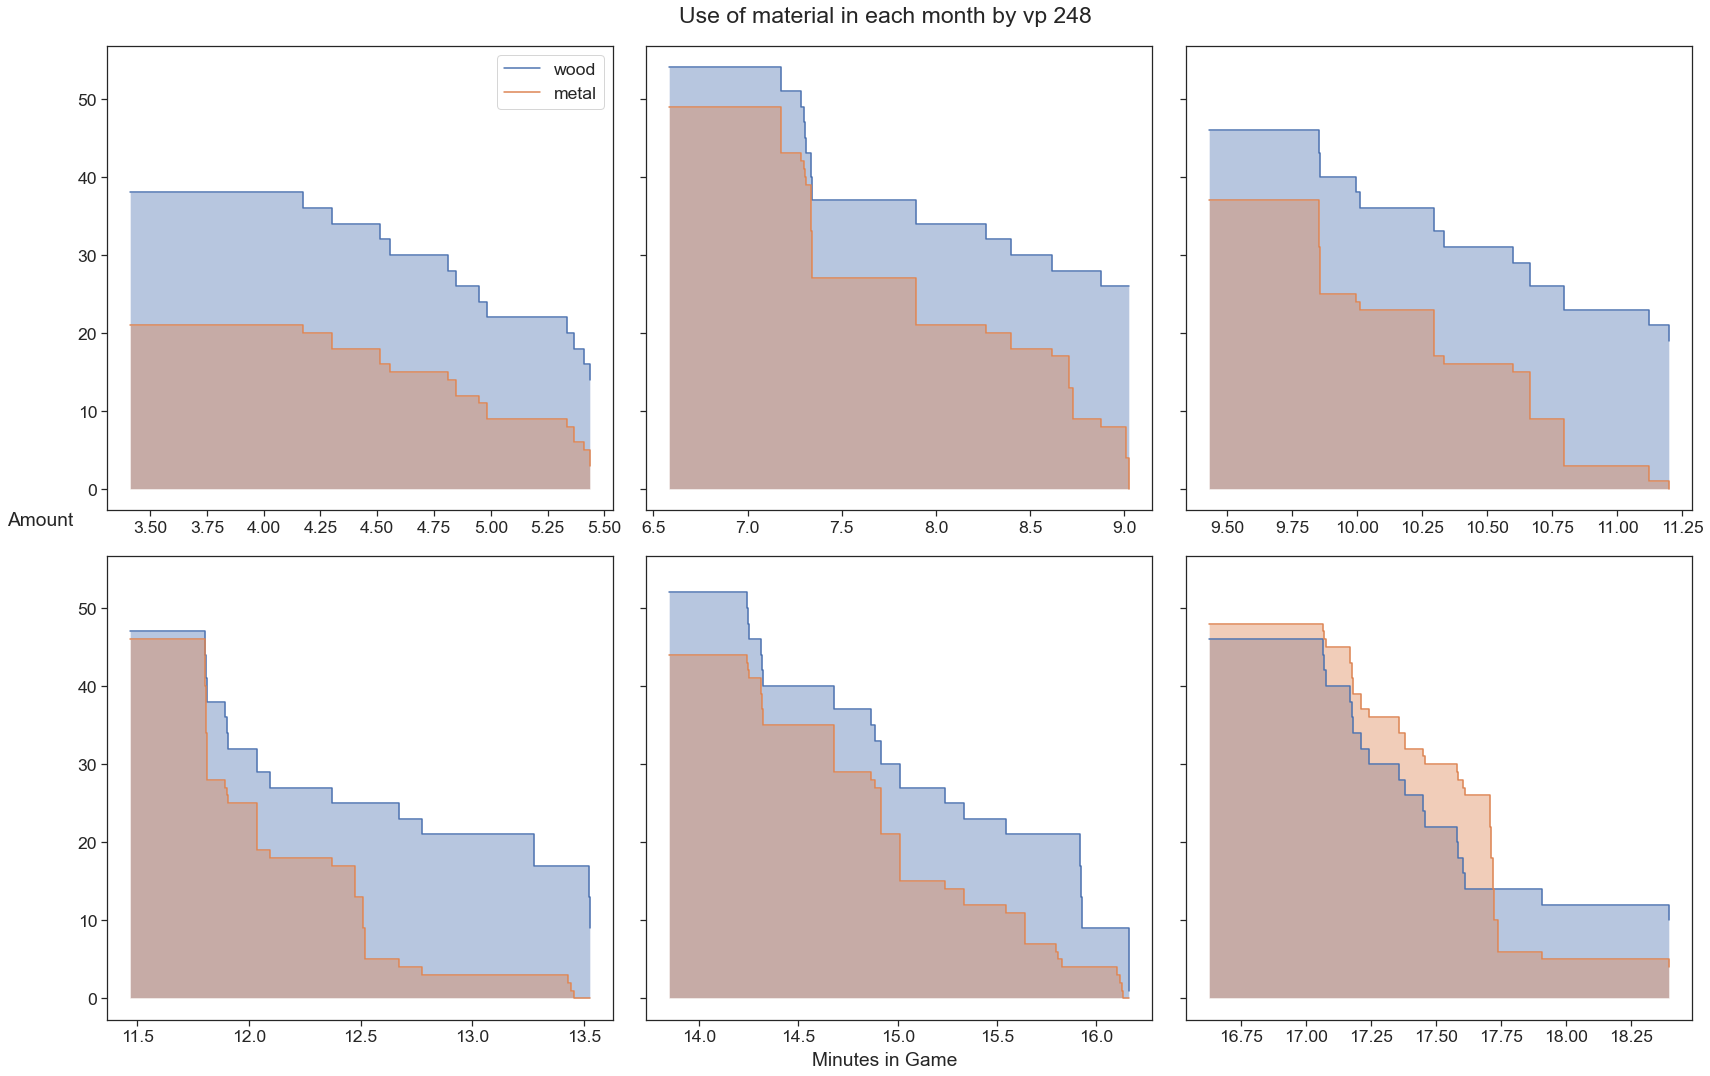 Use of material in each month by vp 248
wood
metal
50
40
30
20
10
0
3.50 3.75 4.00 4.25 4.50 4.75 5.00 5.25 5.50
6.5 7.0 7.5 8.0 8.5 9.0
9.50 9.75 10.00 10.25 10.50 10.75 11.00 11.25
Amount
50
40
30
20
10
0
11.5 12.0 12.5 13.0 13.5
14.0 14.5 15.0 15.5 16.0
16.75 17.00 17.25 17.50 17.75 18.00 18.25
Minutes in Game